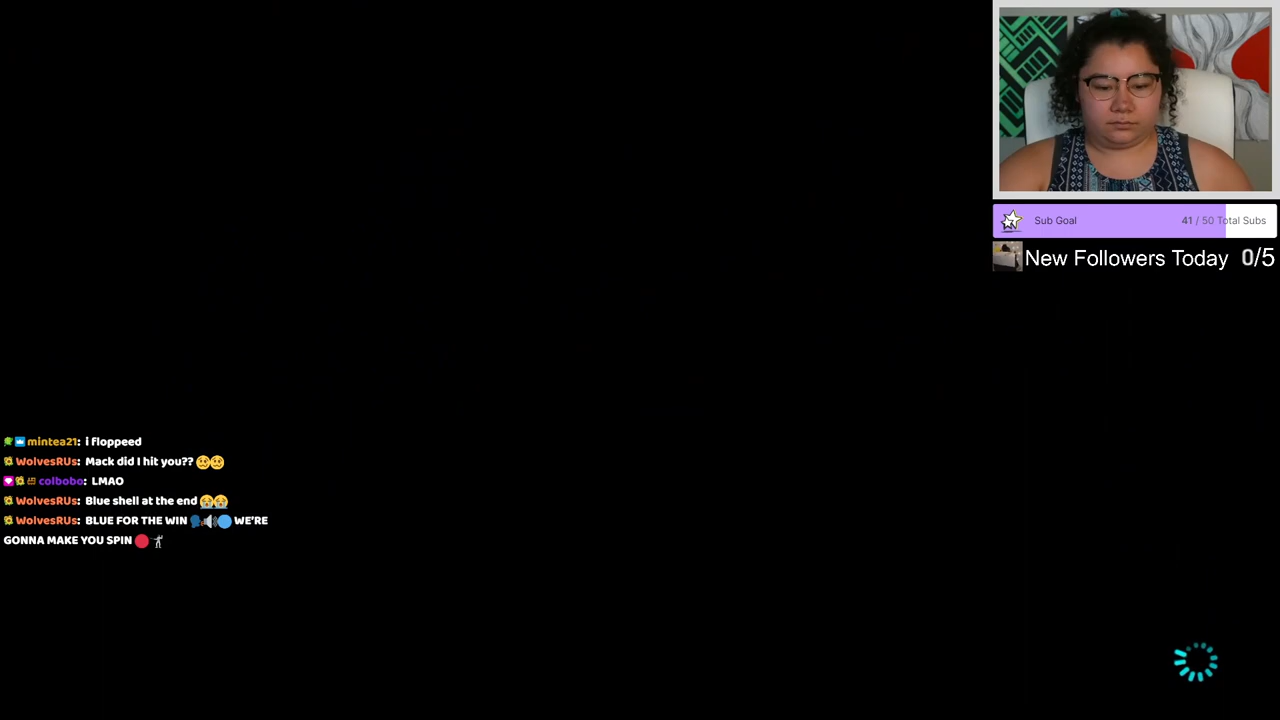 Sub Goal 41 / 50 Total Subs
New Followers Today 0/5
mintea21: i floppeed
WolvesRUs: Mack did I hit you?? 🥴🥴
colbobo: LMAO
WolvesRUs: Blue shell at the end 😭😭
WolvesRUs: BLUE FOR THE WIN 🗣️🔊🔵 WE'RE
GONNA MAKE YOU SPIN 🔴🤺